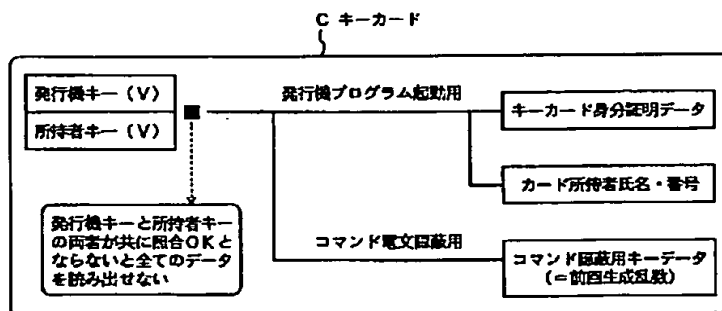 C キーカード
発行機キー(V)
所持者キー(V)
発行機プログラム起動用
キーカード身分証明データ
カード所持者氏名・番号
発行機キーと所持者キー
の両者が共に照合OKと
ならないと全てのデータ
を読み出せない
コマンド電文隠蔽用
コマンド隠蔽用キーデータ
(=前回生成乱数)